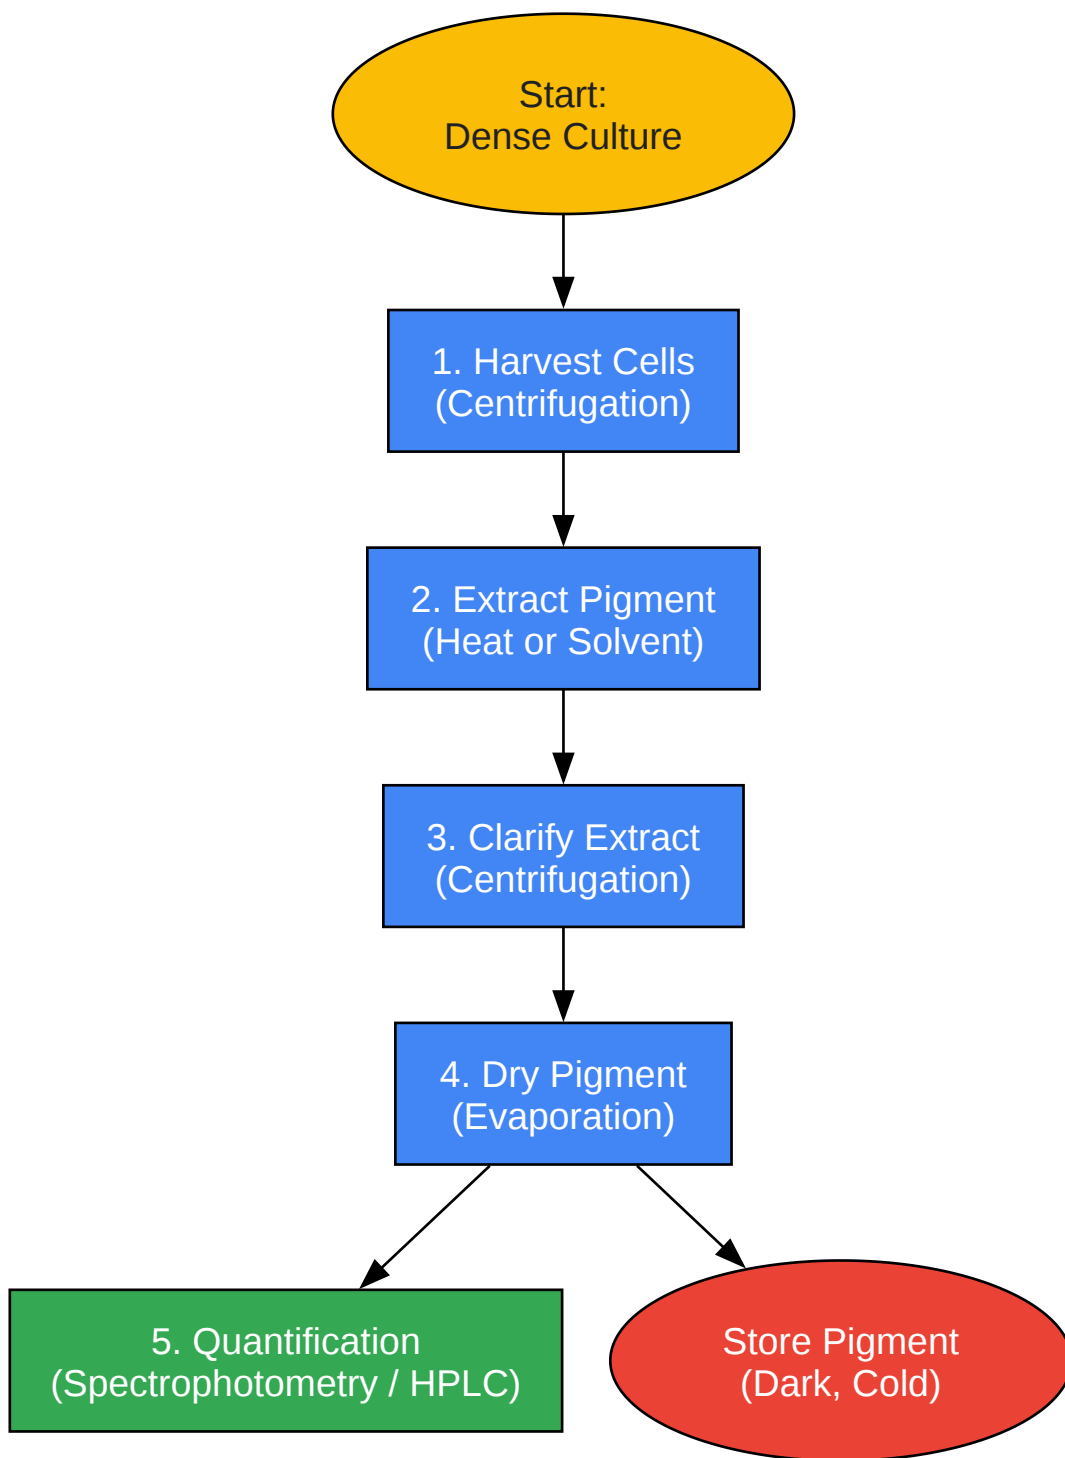 Start:
Dense Culture
1. Harvest Cells
(Centrifugation)
2. Extract Pigment
(Heat or Solvent)
3. Clarify Extract
(Centrifugation)
4. Dry Pigment
(Evaporation)
5. Quantification
(Spectrophotometry / HPLC)
Store Pigment
(Dark, Cold)